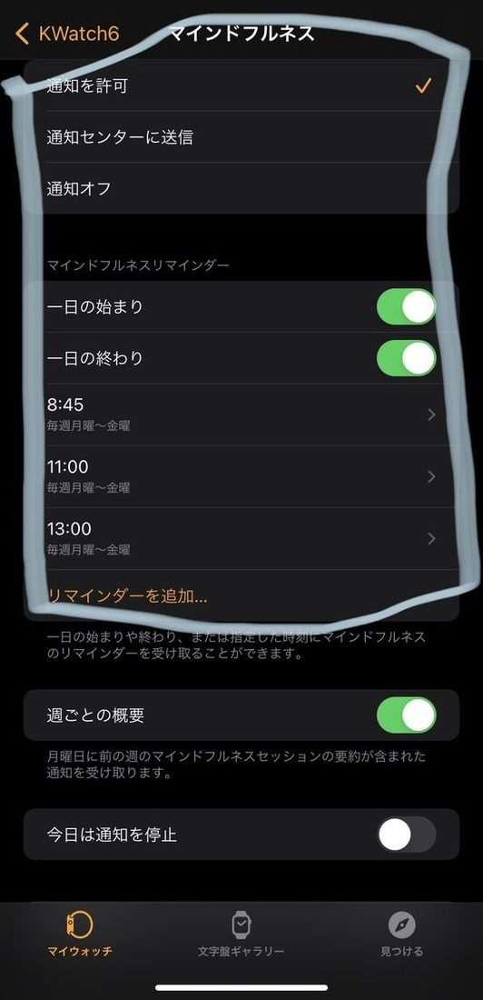 KWatch6
マインドフルネス
通知を許可
通知センターに送信
通知オフ
マインドフルネスリマインダー
一日の始まり
一日の終わり
8:45
毎週月曜〜金曜
11:00
毎週月曜〜金曜
13:00
毎週月曜〜金曜
リマインダーを追加...
一日の始まりや終わり、または指定した時刻にマインドフルネス
のリマインダーを受け取ることができます。
週ごとの概要
月曜日に前の週のマインドフルネスセッションの要約が含まれた
通知を受け取ります。
今日は通知を停止
マイウォッチ
文字盤ギャラリー
見つける